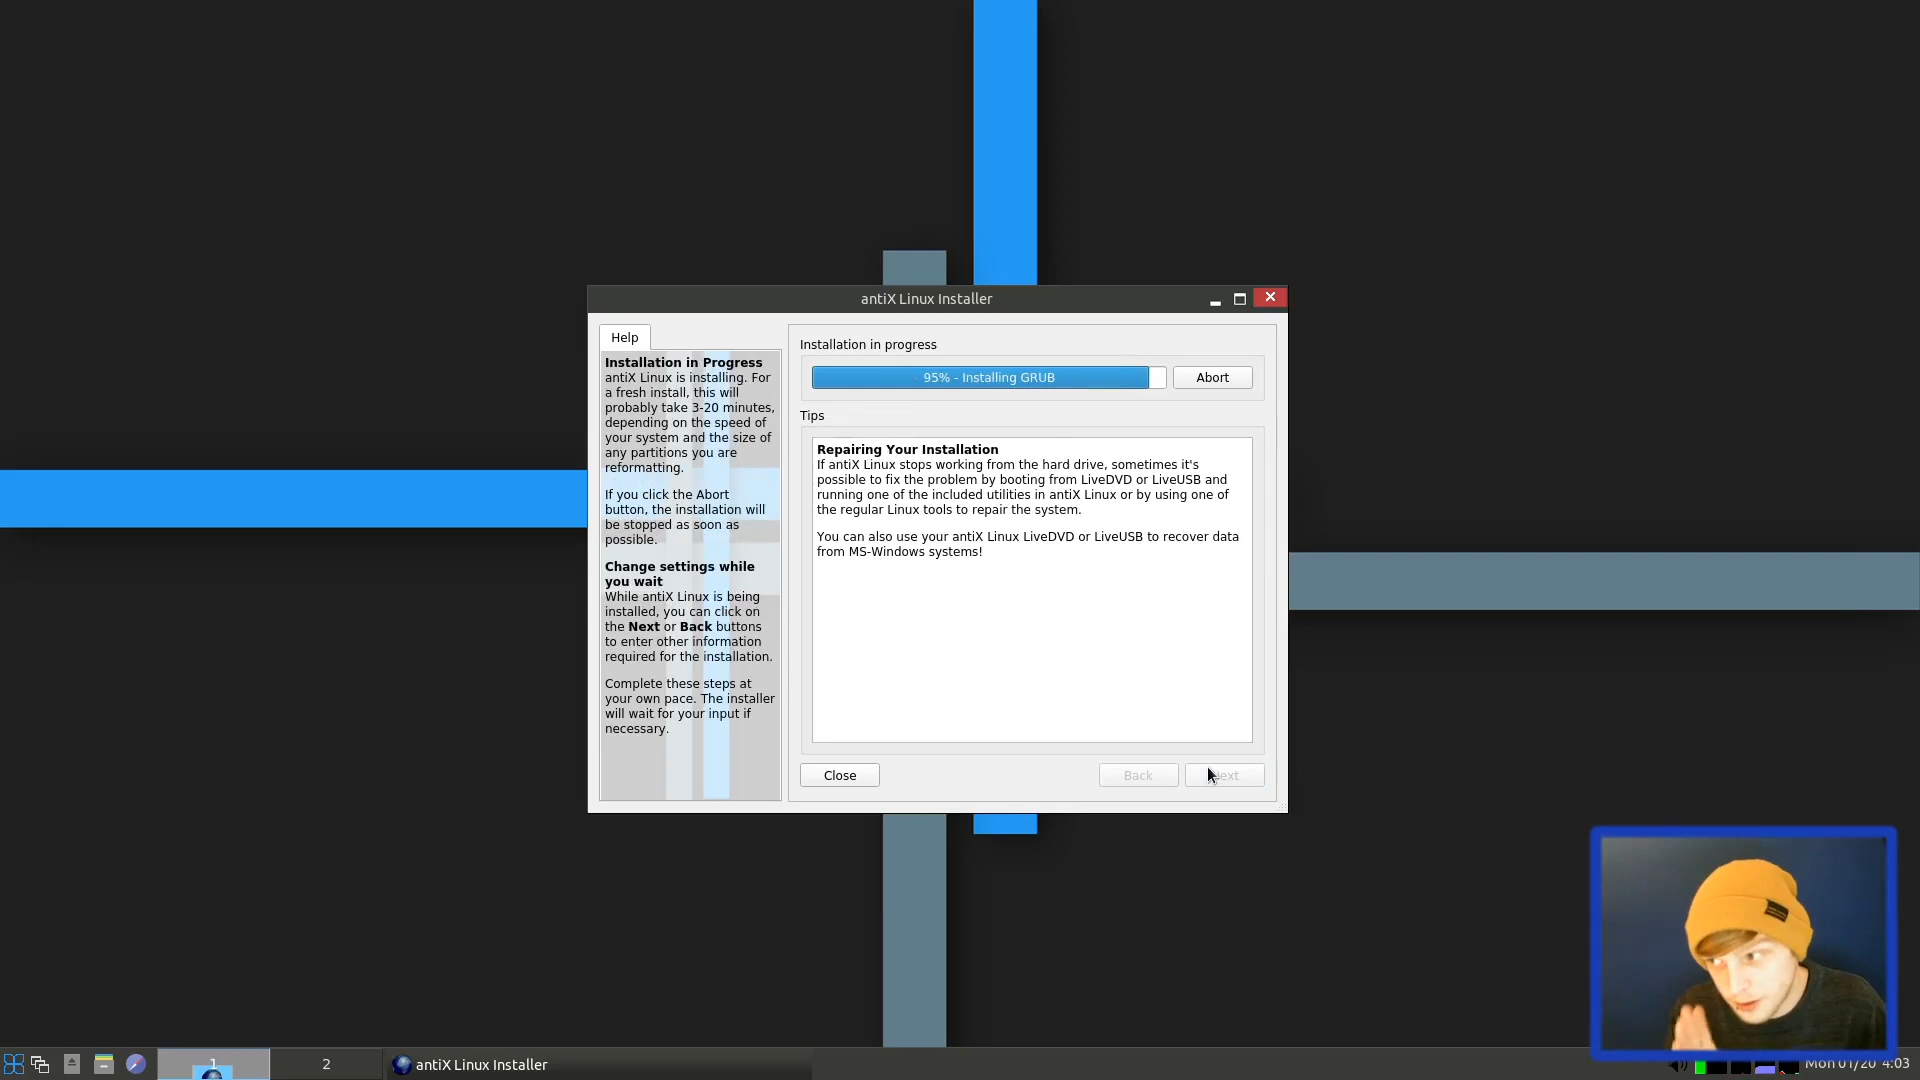 antiX Linux Installer
Help
Installation in Progress
antiX Linux is installing. For
a fresh install, this will
probably take 3-20 minutes,
depending on the speed of
your system and the size of
any partitions you are
reformatting.
If you click the Abort
button, the installation will
be stopped as soon as
possible.
Change settings while
you wait
While antiX Linux is being
installed, you can click on
the Next or Back buttons
to enter other information
required for the installation.
Complete these steps at
your own pace. The installer
will wait for your input if
necessary.
Installation in progress
95% - Installing GRUB
Abort
Tips
Repairing Your Installation
If antiX Linux stops working from the hard drive, sometimes it's
possible to fix the problem by booting from LiveDVD or LiveUSB and
running one of the included utilities in antiX Linux or by using one of
the regular Linux tools to repair the system.
You can also use your antiX Linux LiveDVD or LiveUSB to recover data
from MS-Windows systems!
Close
Back
Next
1
2
antiX Linux Installer
Mon 01/20 4:03